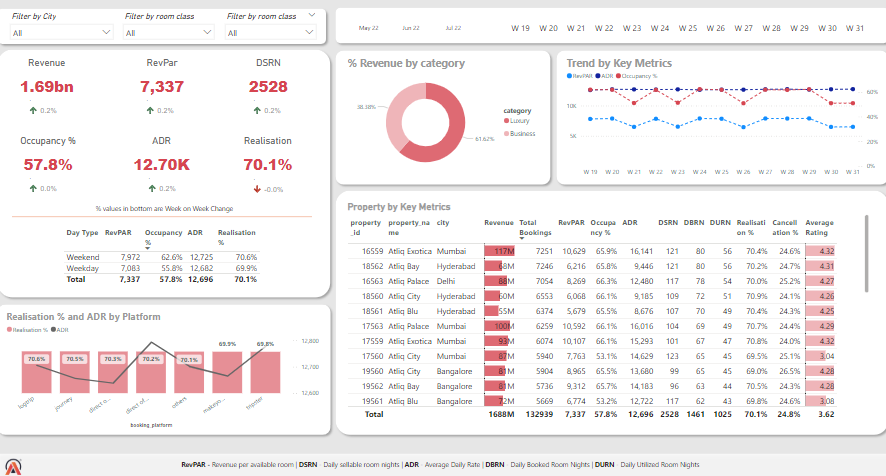 Filter by City
Filter by room class
Filter by room class
All
All
All
May 22 Jun 22 Jul 22 W 19 W 20 W 21 W 22 W 23 W 24 W 25 W 26 W 27 W 28 W 29 W 30 W 31
Revenue RevPar DSRN
1.69bn 7,337 2528
0.2% 0.2% 0.2%
Occupancy % ADR Realisation
57.8% 12.70K 70.1%
0.0% 0.2% -0.0%
% values in bottom are Week on Week Change
Day Type RevPAR Occupancy % ADR Realisation %
Weekend 7,972 62.6% 12,725 70.6%
Weekday 7,083 55.8% 12,682 69.9%
Total 7,337 57.8% 12,696 70.1%
% Revenue by category
38.38%
61.62%
category
Luxury
Business
Trend by Key Metrics
RevPAR ADR Occupancy %
10K
5K
60%
40%
20%
0%
W 19 W 20 W 21 W 22 W 23 W 24 W 25 W 26 W 27 W 28 W 29 W 30 W 31
Realisation % and ADR by Platform
Realisation % ADR
70.6% 70.5% 70.3% 70.2% 70.1% 69.9% 69.8%
12,800
12,700
12,600
logtrip journey direct o... direct of... others makeyo... tripster
booking_platform
Property by Key Metrics
property_id property_name city Revenue Total Bookings RevPAR Occupancy % ADR DSRN DBRN DURN Realisation % Cancellation % Average Rating
16559 Atliq Exotica Mumbai 117M 7251 10,629 65.9% 16,141 121 80 56 70.4% 24.6% 4.32
18562 Atliq Bay Hyderabad 68M 7246 6,216 65.8% 9,446 121 80 56 70.2% 24.7% 4.31
16563 Atliq Palace Delhi 88M 7054 8,269 66.3% 12,480 117 78 54 70.0% 25.2% 4.27
18560 Atliq City Hyderabad 60M 6553 6,068 66.1% 9,185 109 72 51 70.9% 24.1% 4.26
18561 Atliq Blu Hyderabad 55M 6374 5,679 65.5% 8,676 107 70 49 70.4% 24.3% 4.25
17563 Atliq Palace Mumbai 100M 6259 10,592 66.1% 16,016 104 69 49 70.7% 24.4% 4.29
17559 Atliq Exotica Mumbai 93M 6074 10,107 66.1% 15,293 101 67 47 70.8% 24.0% 4.32
17560 Atliq City Mumbai 87M 5940 7,763 53.1% 14,629 123 65 45 69.5% 25.1% 3.04
19560 Atliq City Bangalore 81M 5904 8,965 65.5% 13,680 99 65 45 69.0% 26.5% 4.28
19562 Atliq Bay Bangalore 81M 5736 9,312 65.7% 14,183 96 63 44 70.5% 24.3% 4.28
19561 Atliq Blu Bangalore 72M 5669 6,774 53.2% 12,722 117 62 43 69.8% 24.5% 3.08
Total 1688M 132939 7,337 57.8% 12,696 2528 1461 1025 70.1% 24.8% 3.62
RevPAR - Revenue per available room | DSRN - Daily sellable room nights | ADR - Average Daily Rate | DBRN - Daily Booked Room Nights | DURN - Daily Utilized Room Nights